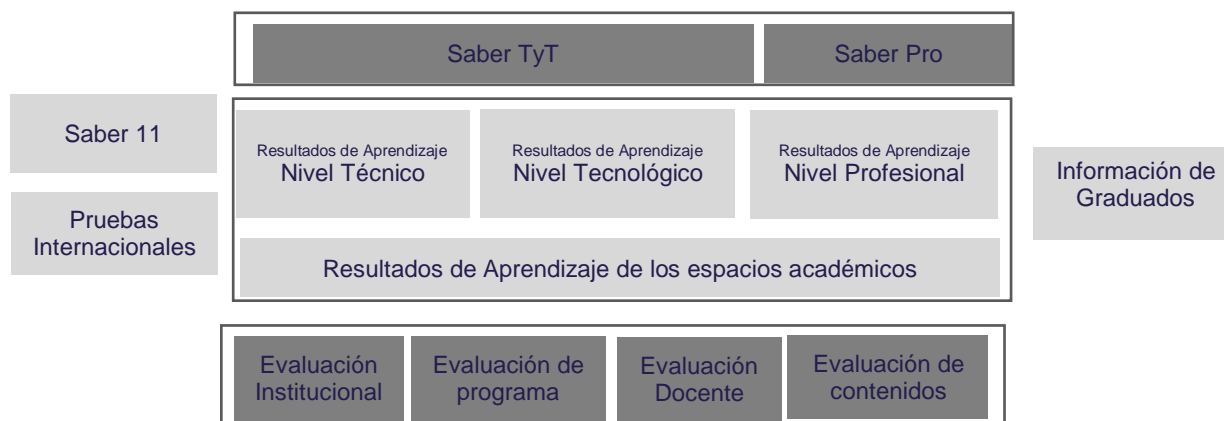 Saber TyT
Saber Pro
Saber 11
Pruebas
Internacionales
Resultados de Aprendizaje
Nivel Técnico
Resultados de Aprendizaje
Nivel Tecnológico
Resultados de Aprendizaje
Nivel Profesional
Resultados de Aprendizaje de los espacios académicos
Información de
Graduados
Evaluación
Institucional
Evaluación de
programa
Evaluación
Docente
Evaluación de
contenidos